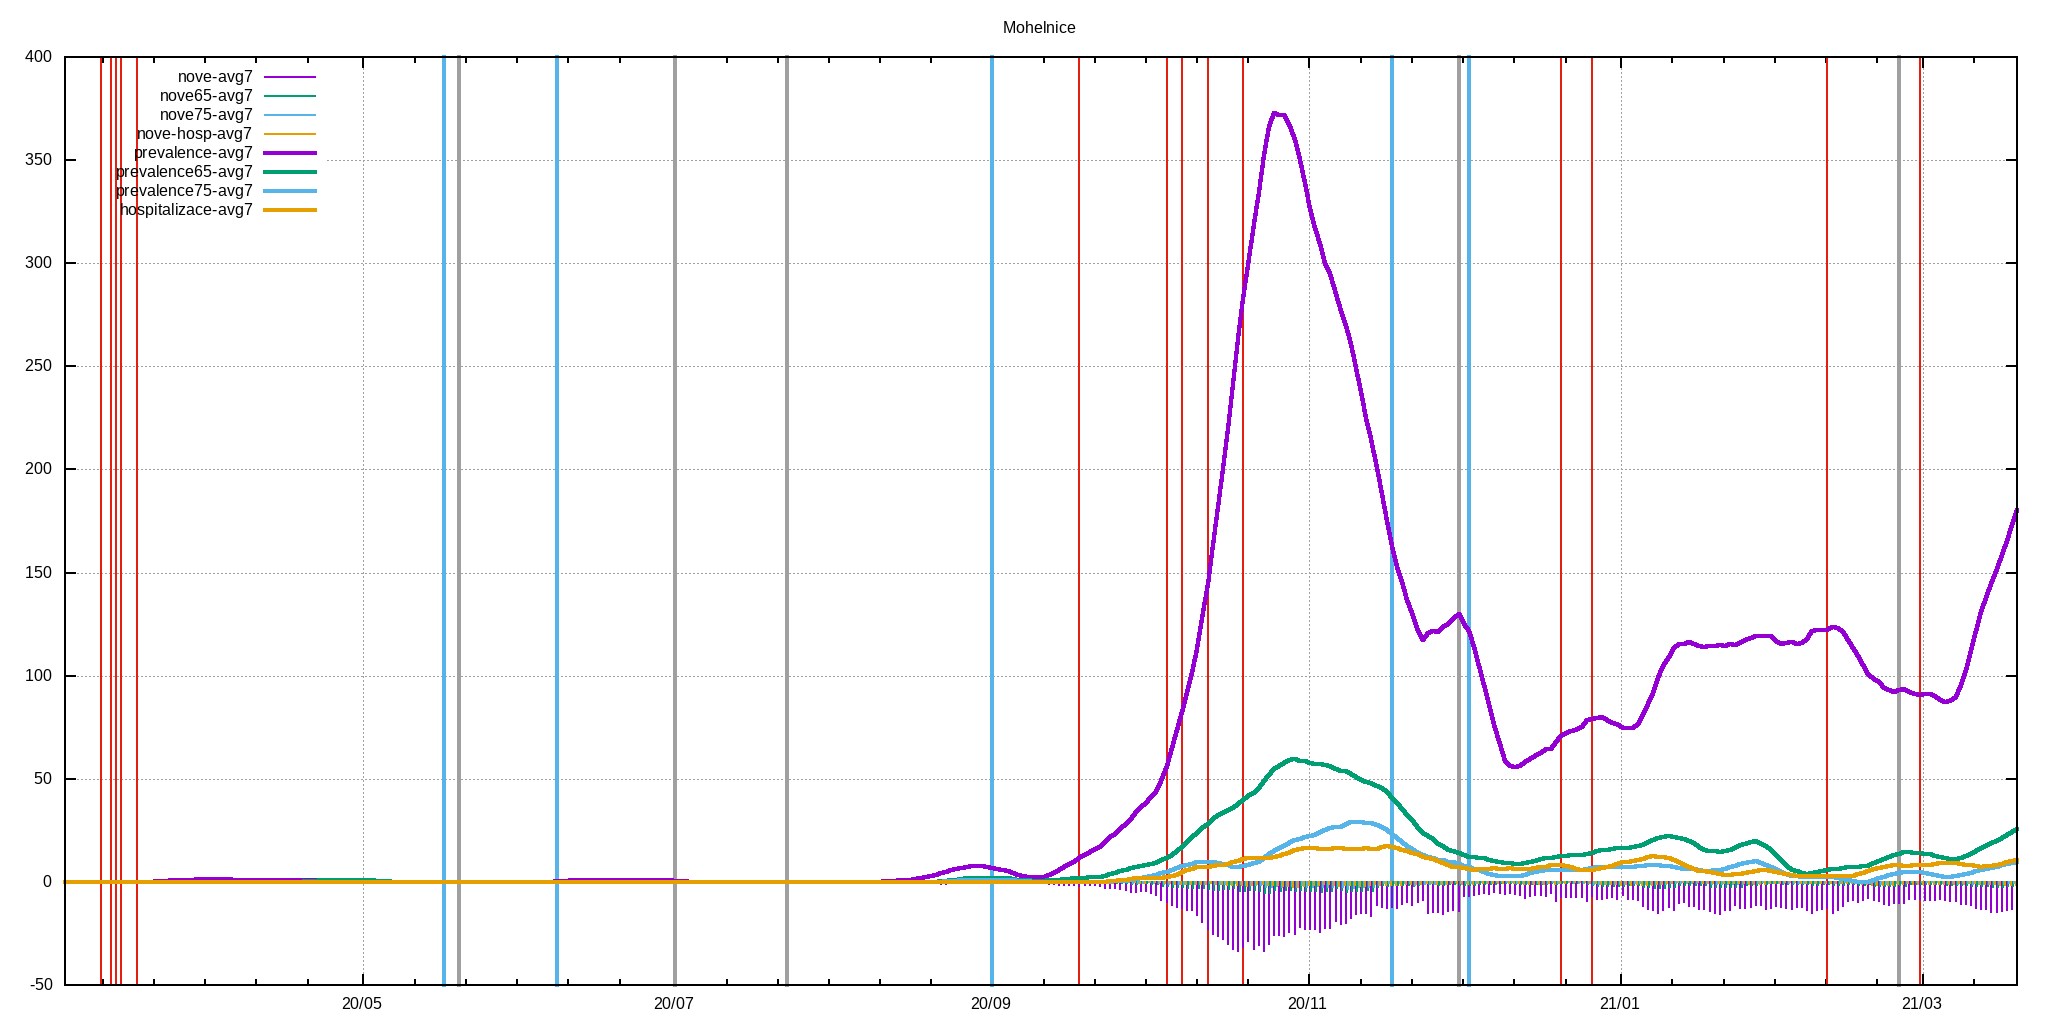 Mohelnice
400
350
300
250
200
150
100
50
0
-50
nove-avg7
nove65-avg7
nove75-avg7
nove-hosp-avg7
prevalence-avg7
prevalence65-avg7
prevalence75-avg7
hospitalizace-avg7
20/05 20/07 20/09 20/11 21/01 21/03